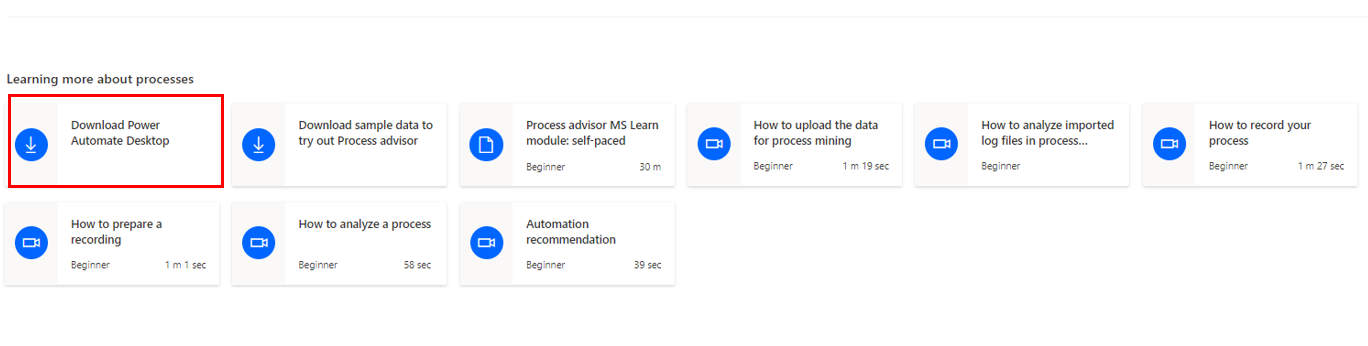 Learning more about processes
Download Power
Automate Desktop
Download sample data to
try out Process advisor
Process advisor MS Learn
module: self-paced
Beginner 30 m
How to upload the data
for process mining
Beginner 1 m 19 sec
How to analyze imported
log files in process...
Beginner
How to record your
process
Beginner 1 m 27 sec
How to prepare a
recording
Beginner 1 m 1 sec
How to analyze a process
Beginner 58 sec
Automation
recommendation
Beginner 39 sec